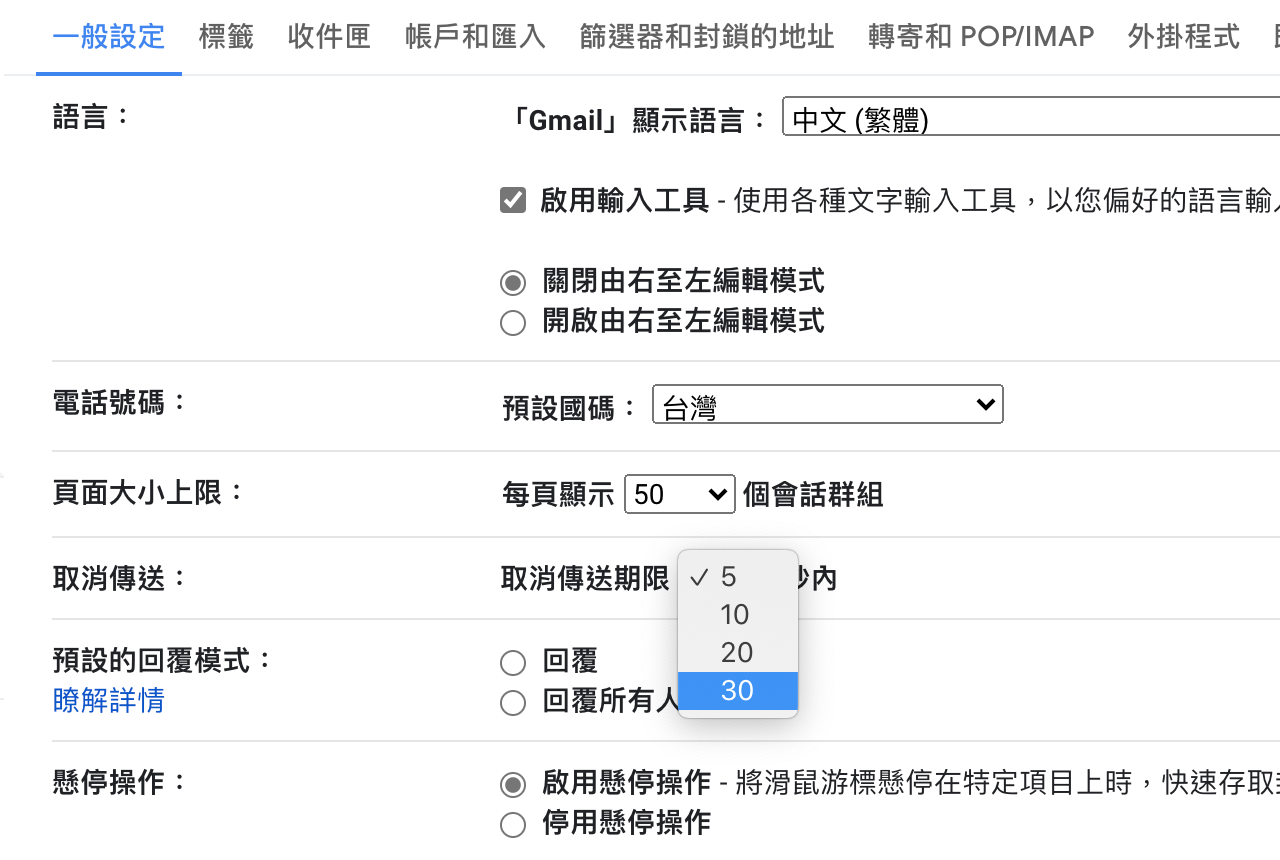 一般設定 標籤 收件匣 帳戶和匯入 篩選器和封鎖的地址 轉寄和 POP/IMAP 外掛程式
語言： 「Gmail」顯示語言： 中文 (繁體)
啟用輸入工具 - 使用各種文字輸入工具，以您偏好的語言輸
關閉由右至左編輯模式
開啟由右至左編輯模式
電話號碼： 預設國碼： 台灣
頁面大小上限： 每頁顯示 50 個會話群組
取消傳送： 取消傳送期限 ✓ 5 秒內
10
20
30
預設的回覆模式： 回覆
瞭解詳情 回覆所有人
懸停操作： 啟用懸停操作 - 將滑鼠游標懸停在特定項目上時，快速存取
停用懸停操作